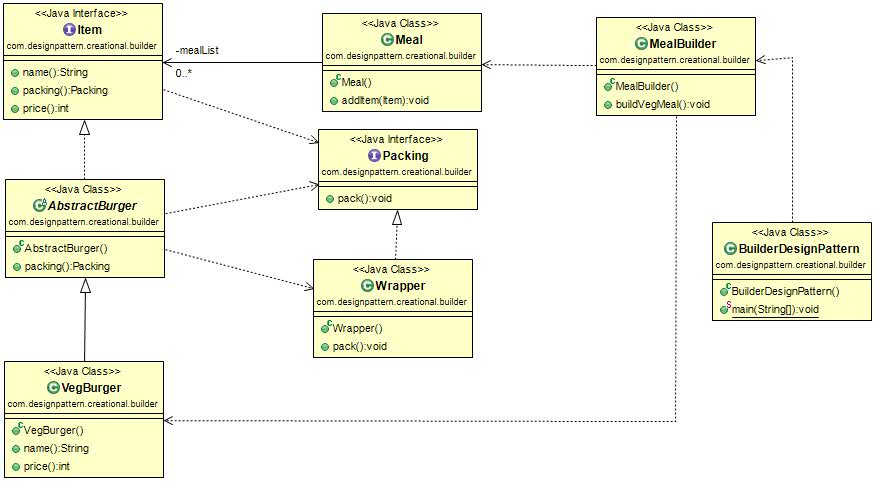 <<Java Interface>>
Item
com.designpattern.creational.builder
name():String
packing():Packing
price():int
-mealList
0..*
<<Java Class>>
Meal
com.designpattern.creational.builder
Meal()
addItem(Item):void
<<Java Class>>
MealBuilder
com.designpattern.creational.builder
MealBuilder()
buildVegMeal():void
<<Java Interface>>
Packing
com.designpattern.creational.builder
pack():void
<<Java Class>>
AbstractBurger
com.designpattern.creational.builder
AbstractBurger()
packing():Packing
<<Java Class>>
Wrapper
com.designpattern.creational.builder
Wrapper()
pack():void
<<Java Class>>
BuilderDesignPattern
com.designpattern.creational.builder
BuilderDesignPattern()
main(String[]):void
<<Java Class>>
VegBurger
com.designpattern.creational.builder
VegBurger()
name():String
price():int